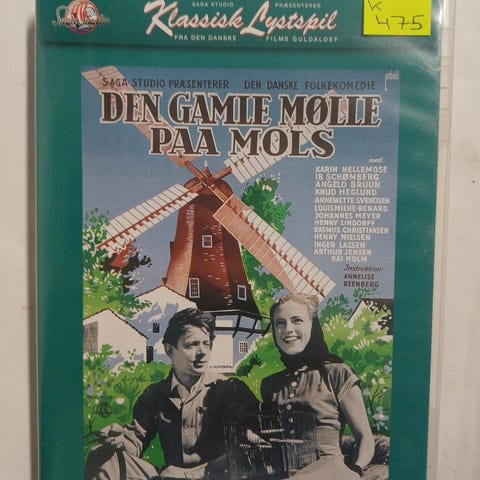 SAGA STUDIO PRÆSENTERER
Klassisk Lystspil
FRA DEN DANSKE FILMS GULDALDER
K
475
SAGA STUDIO PRÆSENTERER DEN DANSKE FOLKEKOMEDIE
DEN GAMLE MØLLE
PAA MOLS
med
KARIN NELLEMOSE
IB SCHØNBERG
ANGELO BRUUN
KNUD HEGLUND
ANNEMETTE SVENDSEN
LOUIS MIEHE-RENARD
JOHANNES MEYER
HENNY LINDORFF
RASMUS CHRISTIANSEN
HENRY NIELSEN
INGER LASSEN
ARTHUR JENSEN
KAI HOLM
Instruktion:
ANNELISE
REENBERG